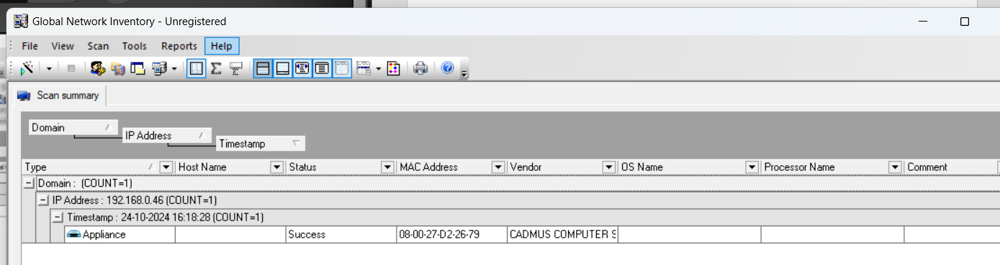 Global Network Inventory - Unregistered
File View Scan Tools Reports Help
Scan summary
Domain
IP Address
Timestamp
Type Host Name Status MAC Address Vendor OS Name Processor Name Comment
Domain : (COUNT=1)
IP Address : 192.168.0.46 (COUNT=1)
Timestamp : 24-10-2024 16:18:28 (COUNT=1)
Appliance Success 08-00-27-D2-26-79 CADMUS COMPUTER S